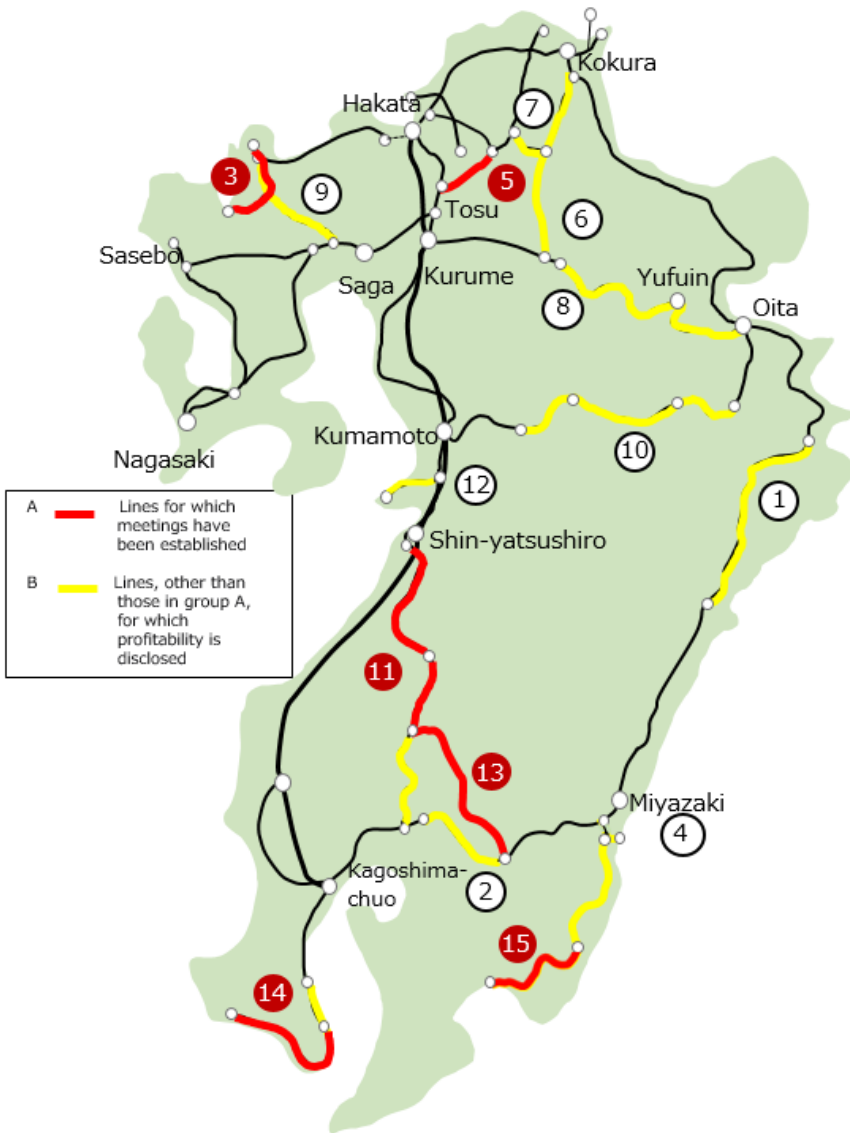 Kokura
7
Hakata
3
9
5
Tosu
6
Sasebo
Saga
Kurume
Yufuin
8
Oita
Kumamoto
10
Nagasaki
12
1
A
Lines for which
meetings have
been established
B
Lines, other than
those in group A,
for which
profitability is
disclosed
Shin-yatsushiro
11
13
Miyazaki
4
Kagoshima-
chuo
2
15
14